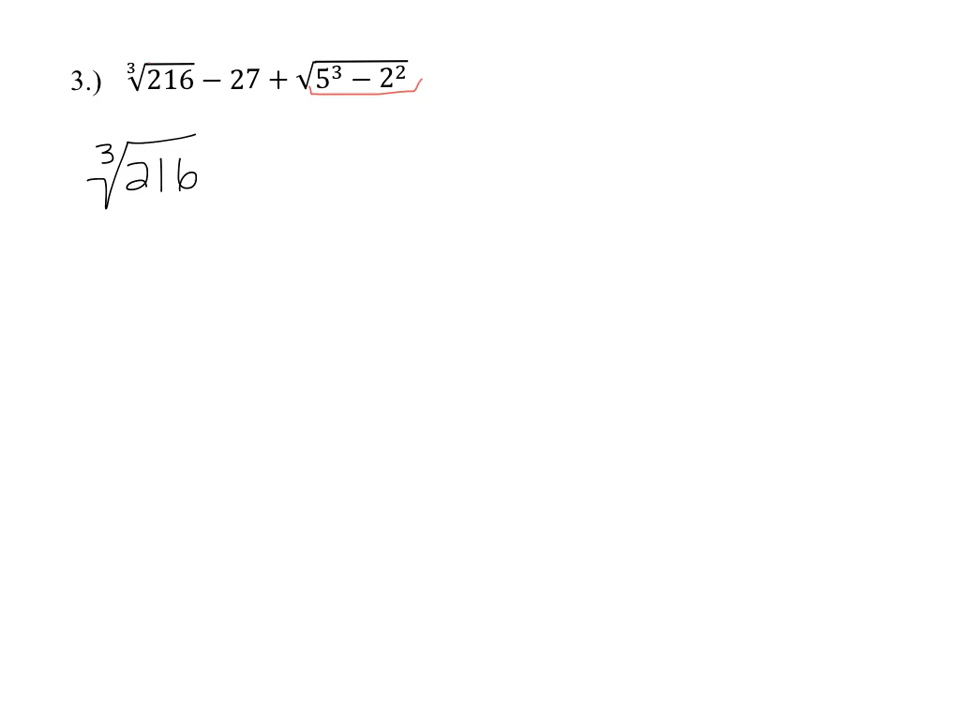 3.) ∛216 − 27 + √(5³ − 2²)
∛216